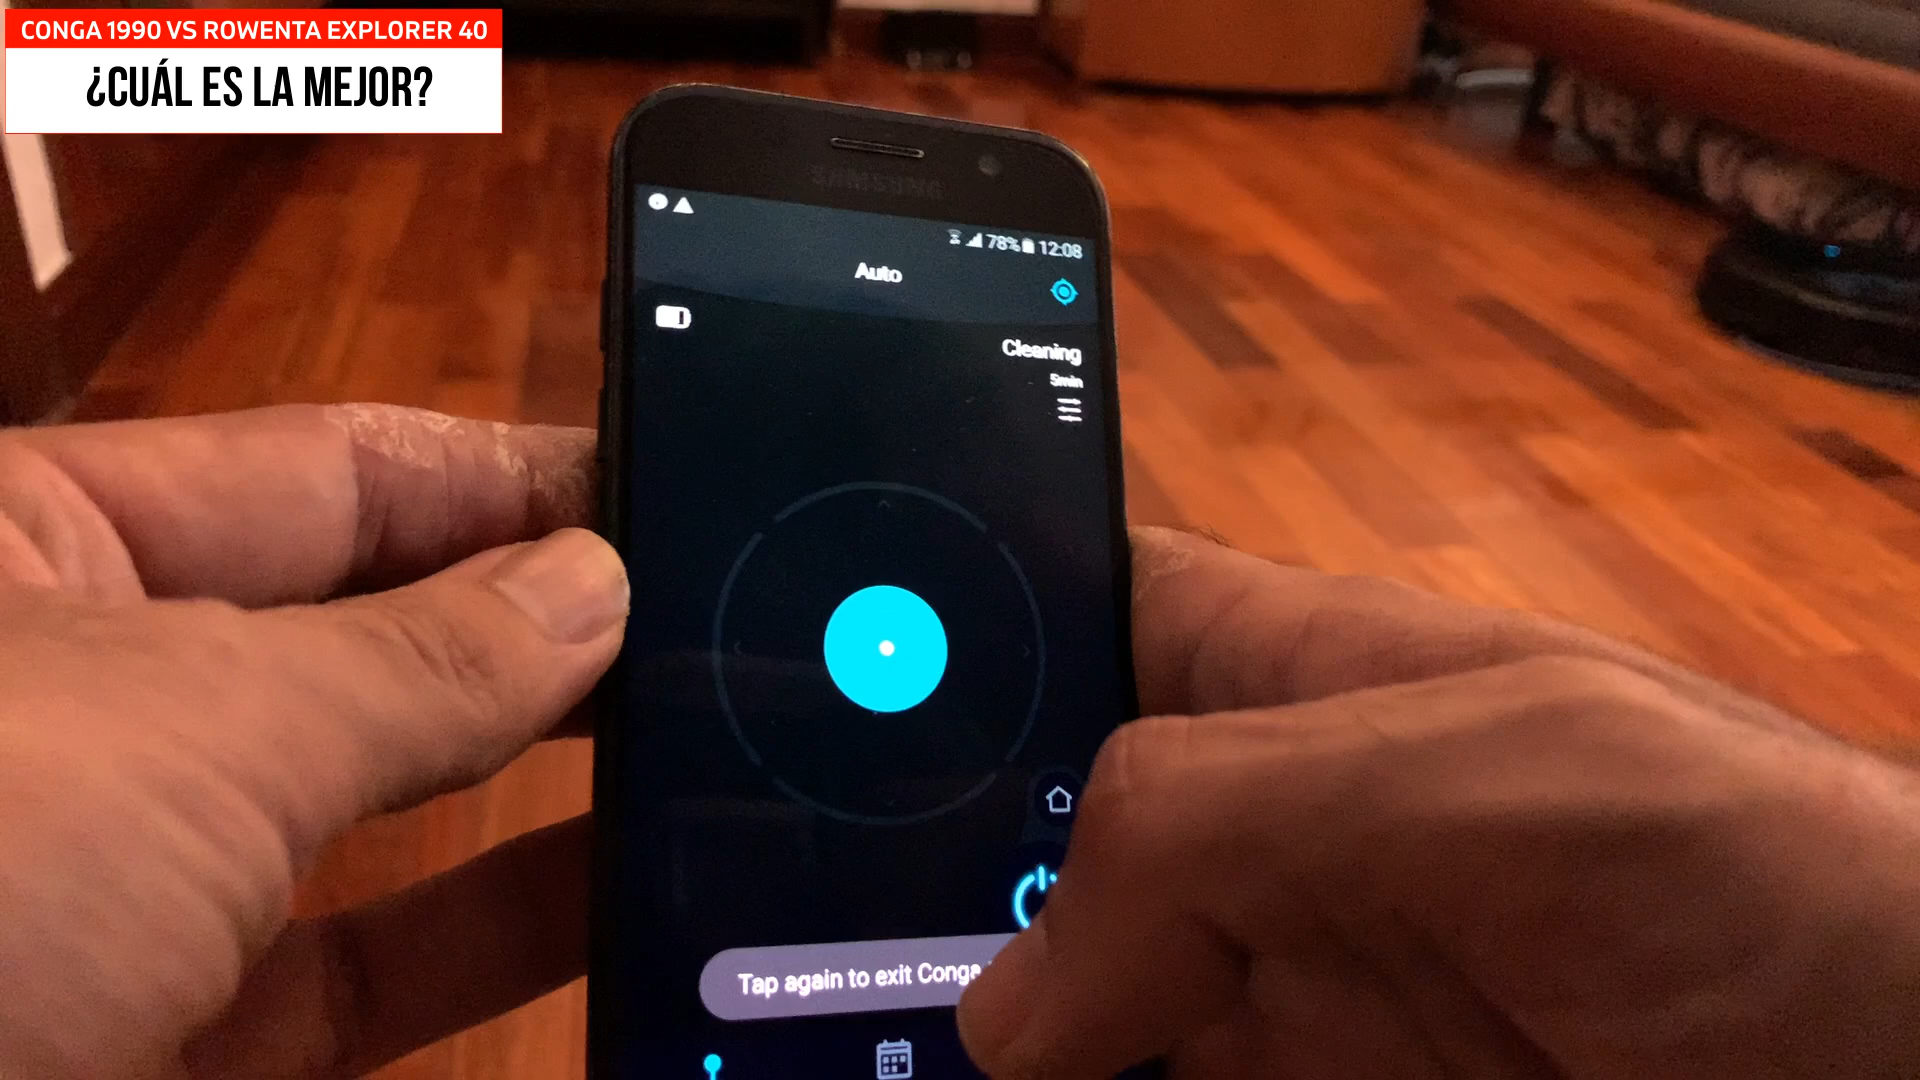 CONGA 1990 VS ROWENTA EXPLORER 40
¿CUÁL ES LA MEJOR?
SAMSUNG
78% 12:08
Auto
Cleaning
5min
Tap again to exit Conga